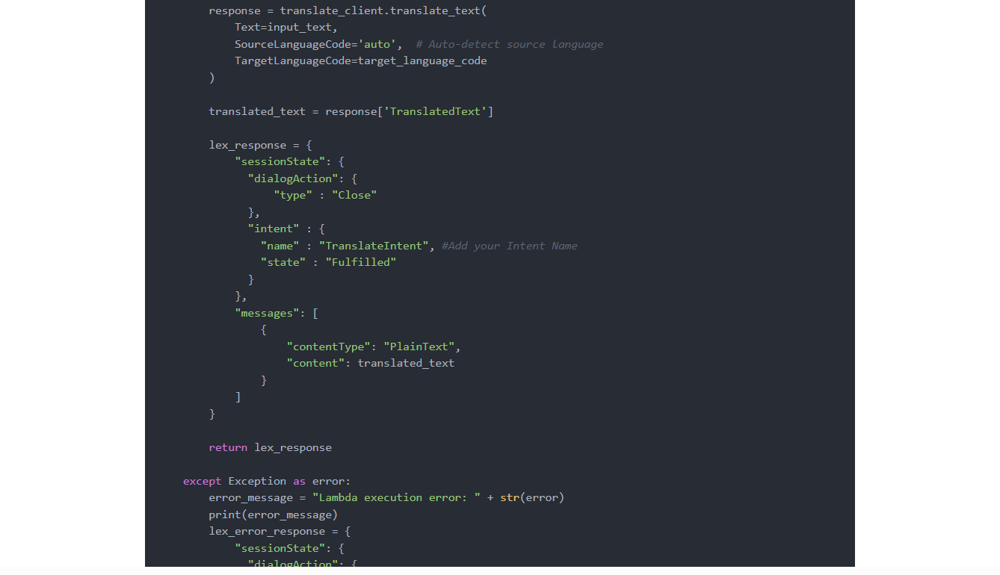 response = translate_client.translate_text(
Text=input_text,
SourceLanguageCode='auto',  # Auto-detect source language
TargetLanguageCode=target_language_code
)
translated_text = response['TranslatedText']
lex_response = {
"sessionState": {
"dialogAction": {
"type" : "Close"
},
"intent" : {
"name" : "TranslateIntent", #Add your Intent Name
"state" : "Fulfilled"
}
},
"messages": [
{
"contentType": "PlainText",
"content": translated_text
}
]
}
return lex_response
except Exception as error:
error_message = "Lambda execution error: " + str(error)
print(error_message)
lex_error_response = {
"sessionState": {
"dialogAction": {